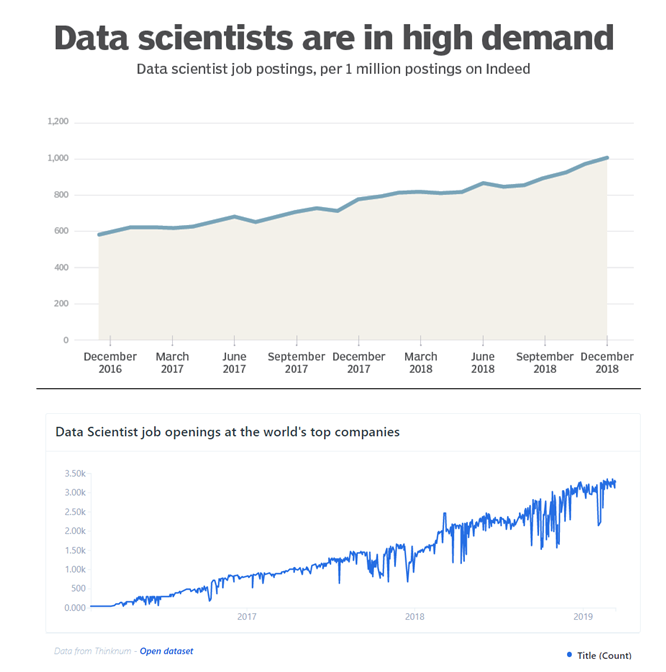 Data scientists are in high demand
Data scientist job postings, per 1 million postings on Indeed
1,200
1,000
800
600
400
200
0
December March June September December March June September December
2016 2017 2017 2017 2017 2018 2018 2018 2018
Data Scientist job openings at the world's top companies
3.50k
3.00k
2.50k
2.00k
1.50k
1.00k
500
0.000
2017 2018 2019
Data from Thinknum - Open dataset
Title (Count)